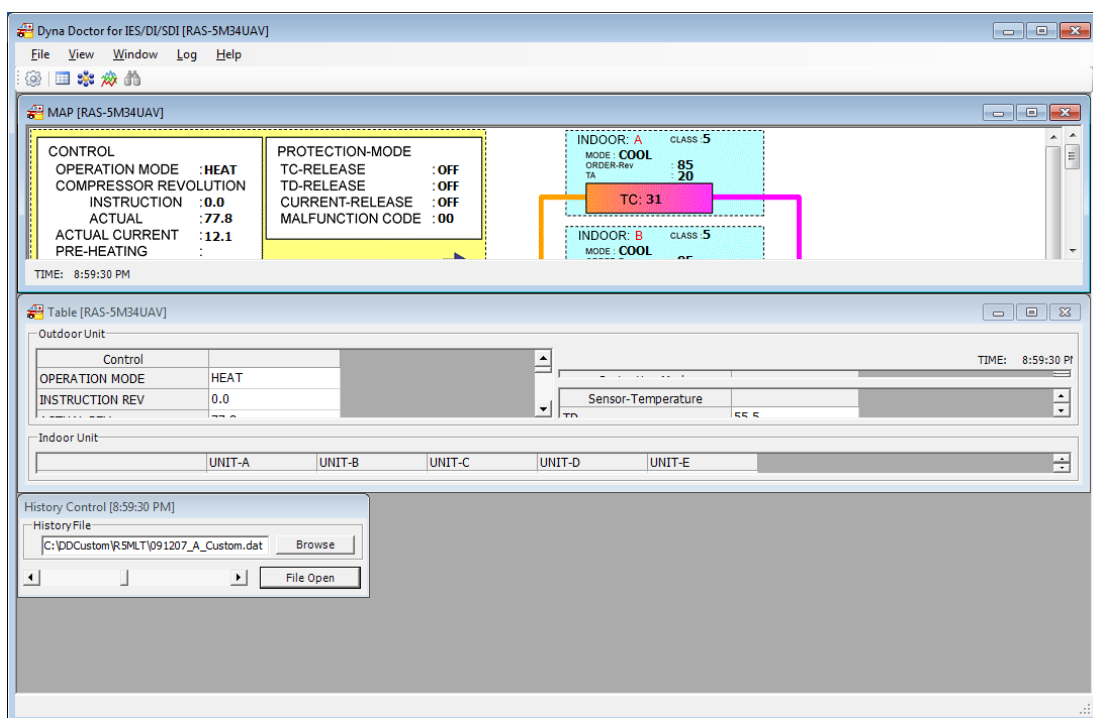 Dyna Doctor for IES/DI/SDI [RAS-5M34UAV]
File View Window Log Help
MAP [RAS-5M34UAV]
CONTROL
OPERATION MODE :HEAT
COMPRESSOR REVOLUTION
INSTRUCTION :0.0
ACTUAL :77.8
ACTUAL CURRENT :12.1
PRE-HEATING :
PROTECTION-MODE
TC-RELEASE :OFF
TD-RELEASE :OFF
CURRENT-RELEASE :OFF
MALFUNCTION CODE :00
INDOOR: A CLASS :5
MODE : COOL
ORDER-Rev : 85
TA : 20
TC: 31
INDOOR: B CLASS :5
MODE : COOL
TIME: 8:59:30 PM
Table [RAS-5M34UAV]
Outdoor Unit
Control
OPERATION MODE HEAT
INSTRUCTION REV 0.0
TIME: 8:59:30 PM
Sensor-Temperature
TD 55.5
Indoor Unit
UNIT-A UNIT-B UNIT-C UNIT-D UNIT-E
History Control [8:59:30 PM]
History File
C:\DDCustom\R5MLT\091207_A_Custom.dat Browse
File Open